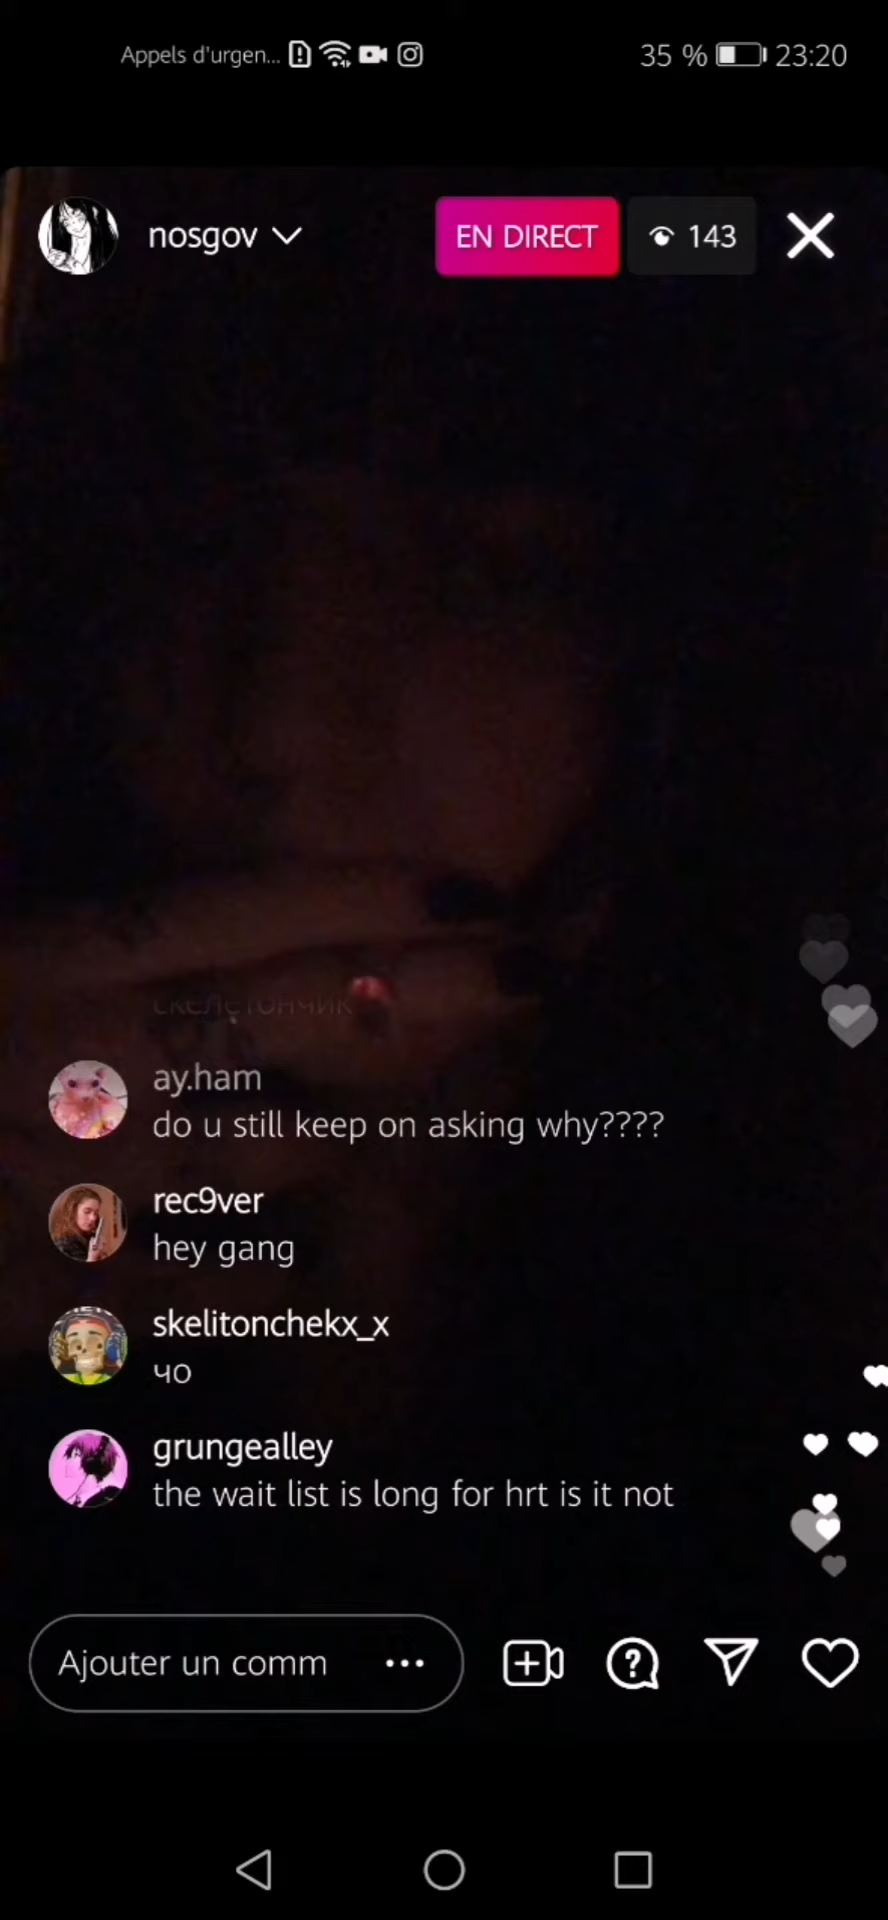 Appels d'urgen...
35 %
23:20
nosgov
EN DIRECT
143
скелетончик
ay.ham
do u still keep on asking why????
rec9ver
hey gang
skelitonchekx_x
чо
grungealley
the wait list is long for hrt is it not
Ajouter un comm